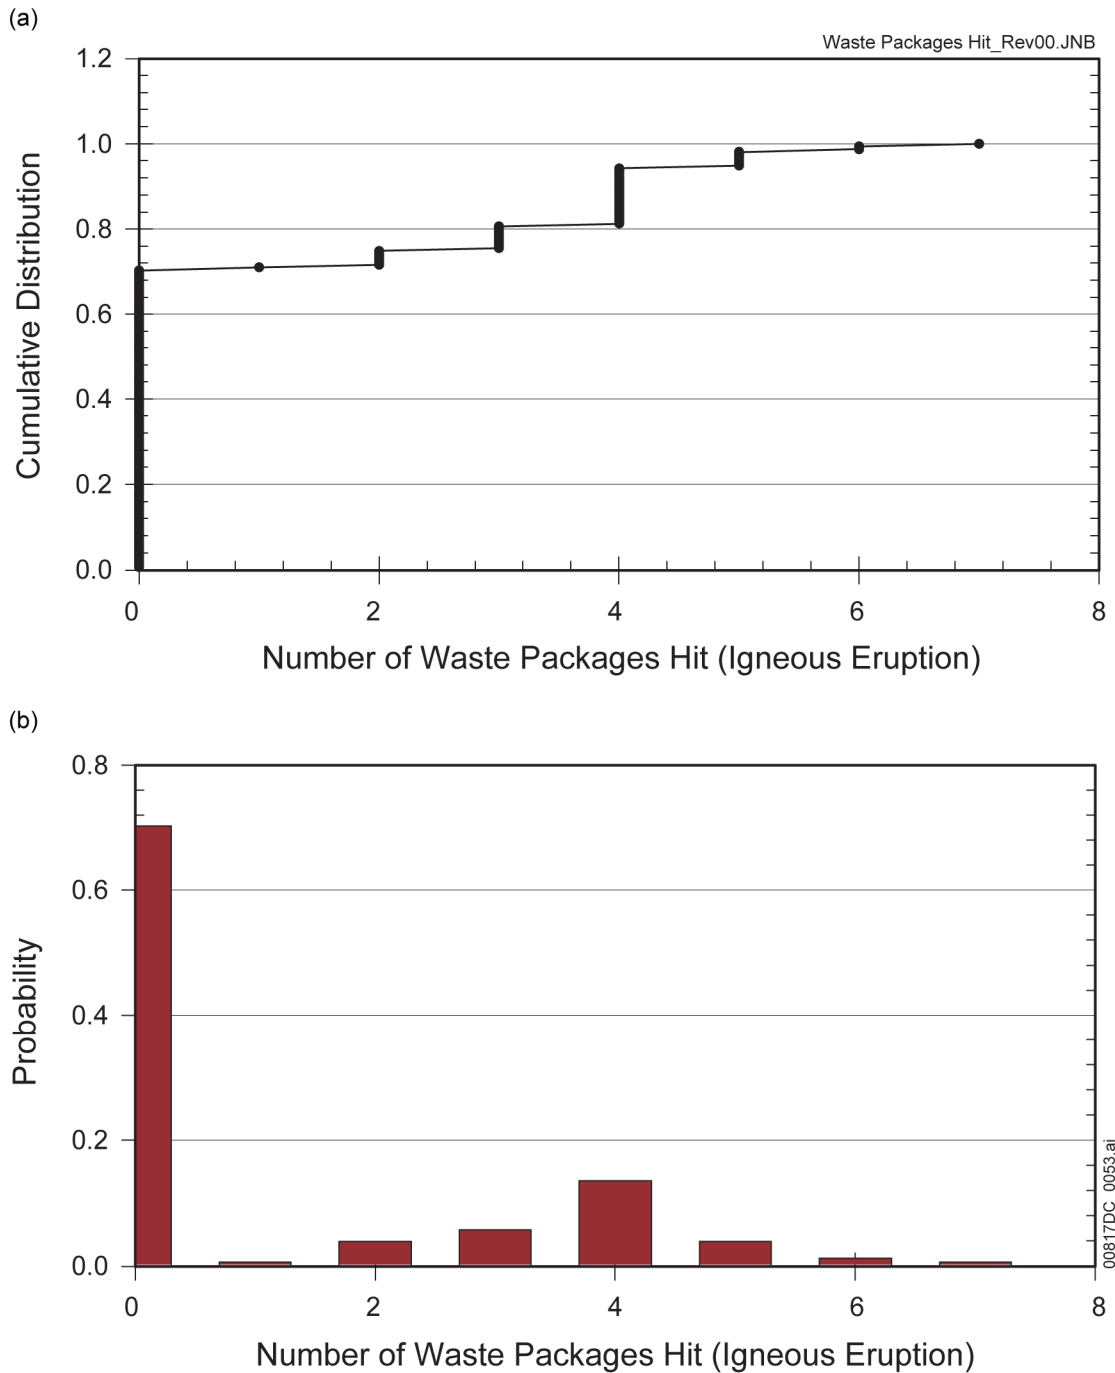 (a)
Waste Packages Hit_Rev00.JNB
1.2
1.0
0.8
0.6
0.4
0.2
0.0
Cumulative Distribution
0 2 4 6 8
Number of Waste Packages Hit (Igneous Eruption)
(b)
0.8
0.6
0.4
0.2
0.0
Probability
00817DC_0053.ai
0 2 4 6 8
Number of Waste Packages Hit (Igneous Eruption)